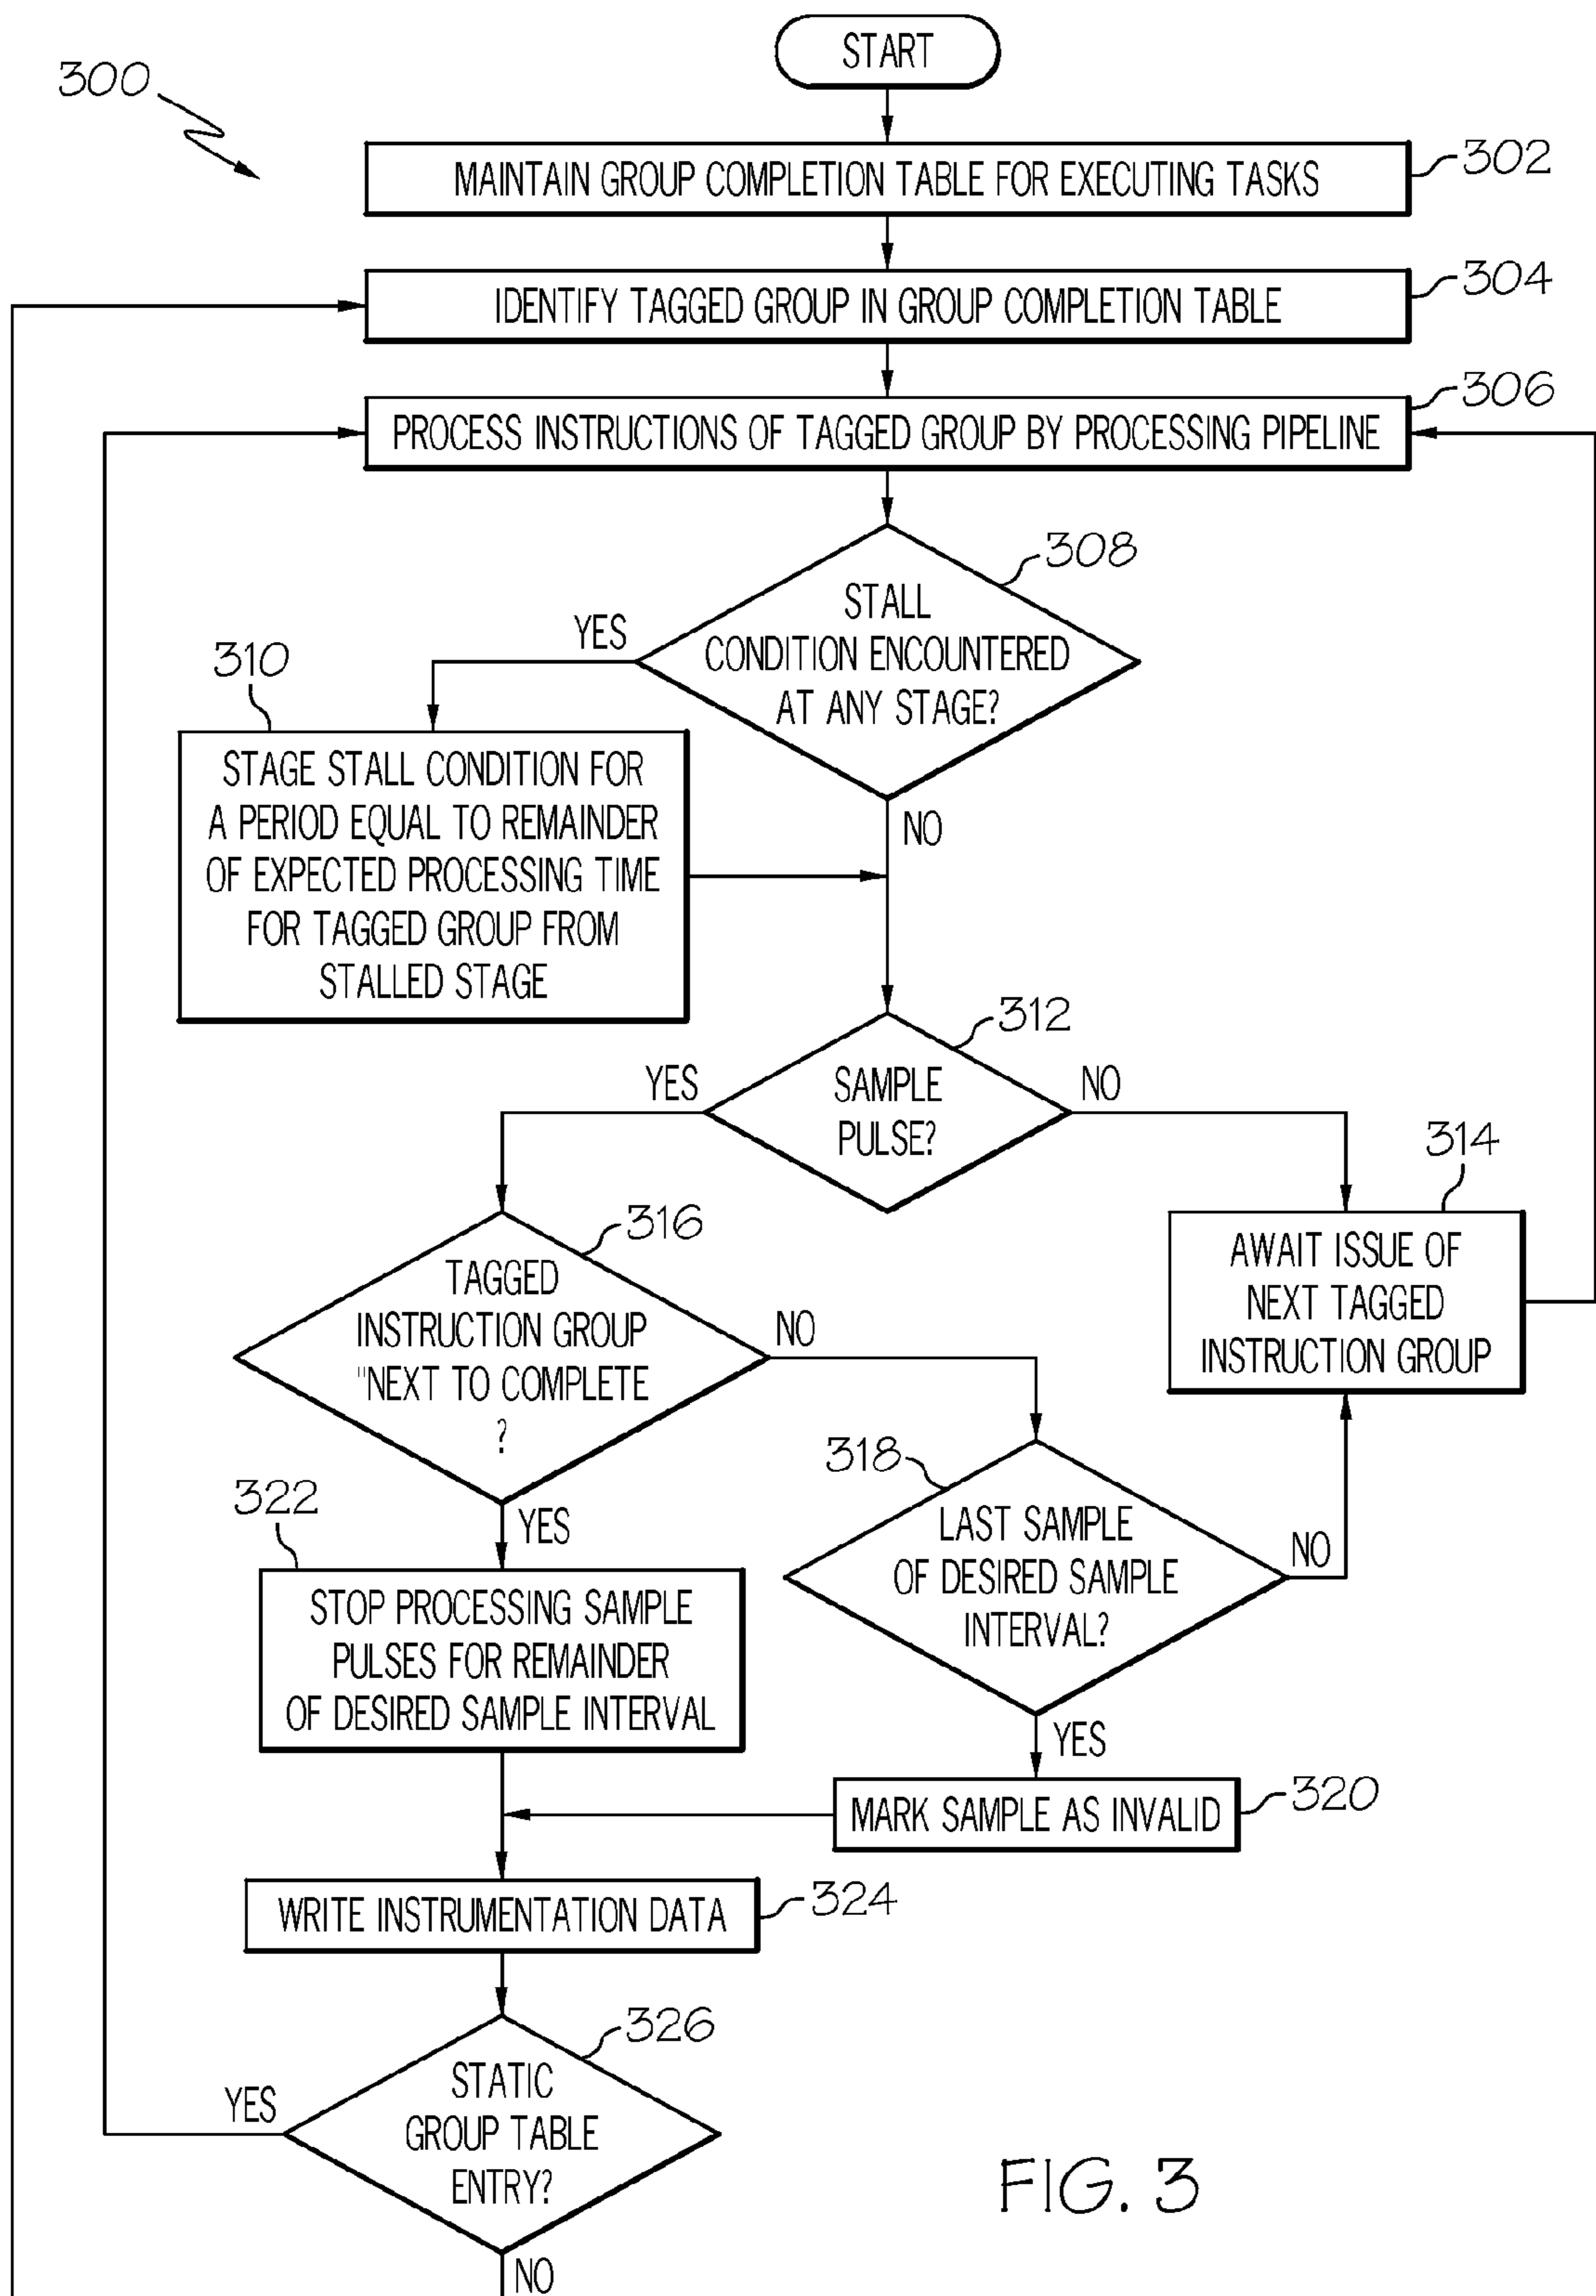 START
300
MAINTAIN GROUP COMPLETION TABLE FOR EXECUTING TASKS
302
IDENTIFY TAGGED GROUP IN GROUP COMPLETION TABLE
304
PROCESS INSTRUCTIONS OF TAGGED GROUP BY PROCESSING PIPELINE
306
308
STALL
CONDITION ENCOUNTERED
AT ANY STAGE?
YES
NO
310
STAGE STALL CONDITION FOR
A PERIOD EQUAL TO REMAINDER
OF EXPECTED PROCESSING TIME
FOR TAGGED GROUP FROM
STALLED STAGE
312
SAMPLE
PULSE?
YES
NO
314
AWAIT ISSUE OF
NEXT TAGGED
INSTRUCTION GROUP
316
TAGGED
INSTRUCTION GROUP
"NEXT TO COMPLETE
?
NO
YES
318
LAST SAMPLE
OF DESIRED SAMPLE
INTERVAL?
NO
YES
322
STOP PROCESSING SAMPLE
PULSES FOR REMAINDER
OF DESIRED SAMPLE INTERVAL
MARK SAMPLE AS INVALID
320
WRITE INSTRUMENTATION DATA
324
326
STATIC
GROUP TABLE
ENTRY?
YES
NO
FIG. 3